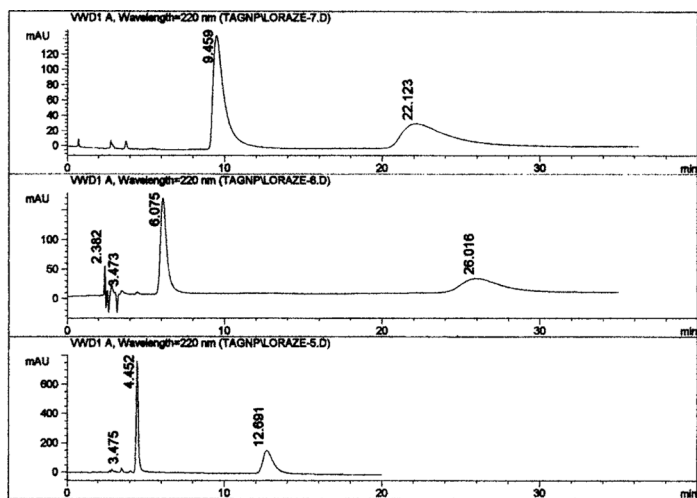 VWD1 A, Wavelength=220 nm (TAGNP\LORAZE-7.D)
mAU
120
100
80
60
40
20
0
9.459
22.123
0 10 20 30 min
VWD1 A, Wavelength=220 nm (TAGNP\LORAZE-6.D)
mAU
100
50
0
2.382
3.473
6.075
26.016
0 10 20 30 min
VWD1 A, Wavelength=220 nm (TAGNP\LORAZE-5.D)
mAU
600
400
200
0
3.475
4.452
12.691
0 10 20 30 min